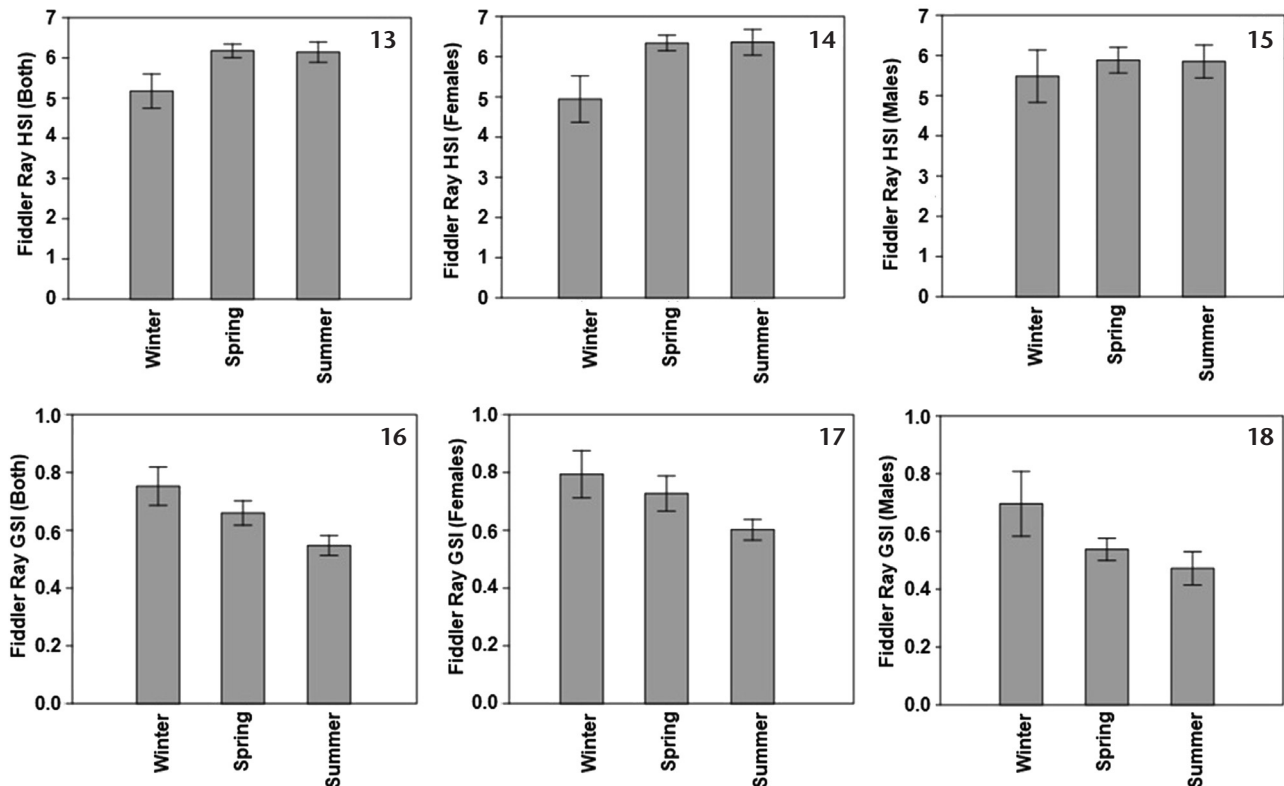 Fiddler Ray HSI (Both)
7
6
5
4
3
2
1
0
13
Winter
Spring
Summer
Fiddler Ray HSI (Females)
7
6
5
4
3
2
1
0
14
Winter
Spring
Summer
Fiddler Ray HSI (Males)
7
6
5
4
3
2
1
0
15
Winter
Spring
Summer
Fiddler Ray GSI (Both)
1.0
0.8
0.6
0.4
0.2
0.0
16
Winter
Spring
Summer
Fiddler Ray GSI (Females)
1.0
0.8
0.6
0.4
0.2
0.0
17
Winter
Spring
Summer
Fiddler Ray GSI (Males)
1.0
0.8
0.6
0.4
0.2
0.0
18
Winter
Spring
Summer